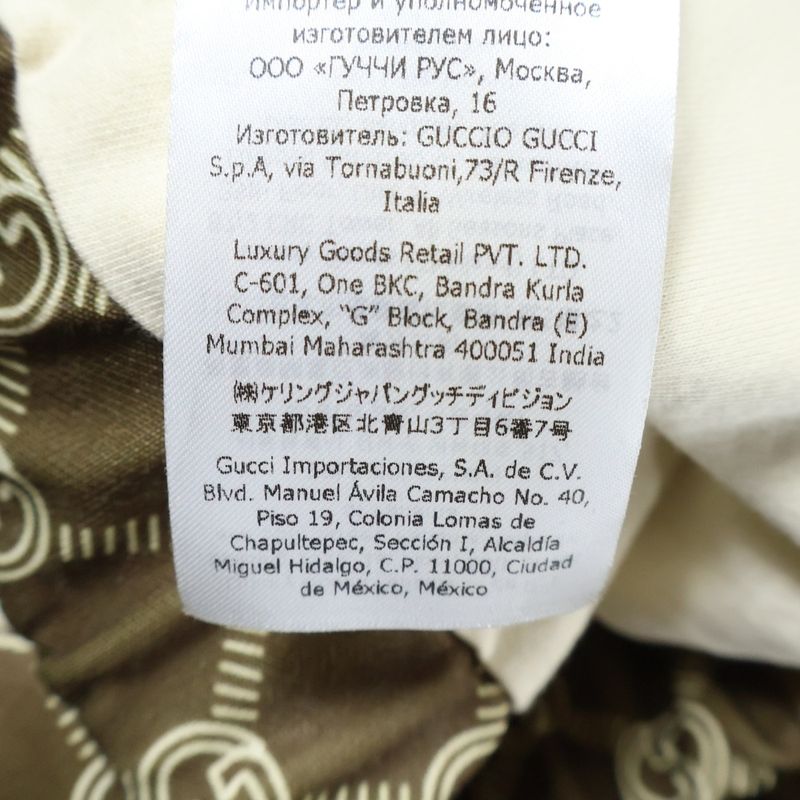 Импортер и уполномоченное
изготовителем лицо:
ООО «ГУЧЧИ РУС», Москва,
Петровка, 16
Изготовитель: GUCCIO GUCCI
S.p.A, via Tornabuoni,73/R Firenze,
Italia
Luxury Goods Retail PVT. LTD.
C-601, One BKC, Bandra Kurla
Complex, “G” Block, Bandra (E)
Mumbai Maharashtra 400051 India
㈱ケリングジャパングッチディビジョン
東京都港区北青山3丁目6番7号
Gucci Importaciones, S.A. de C.V.
Blvd. Manuel Ávila Camacho No. 40,
Piso 19, Colonia Lomas de
Chapultepec, Sección I, Alcaldía
Miguel Hidalgo, C.P. 11000, Ciudad
de México, México